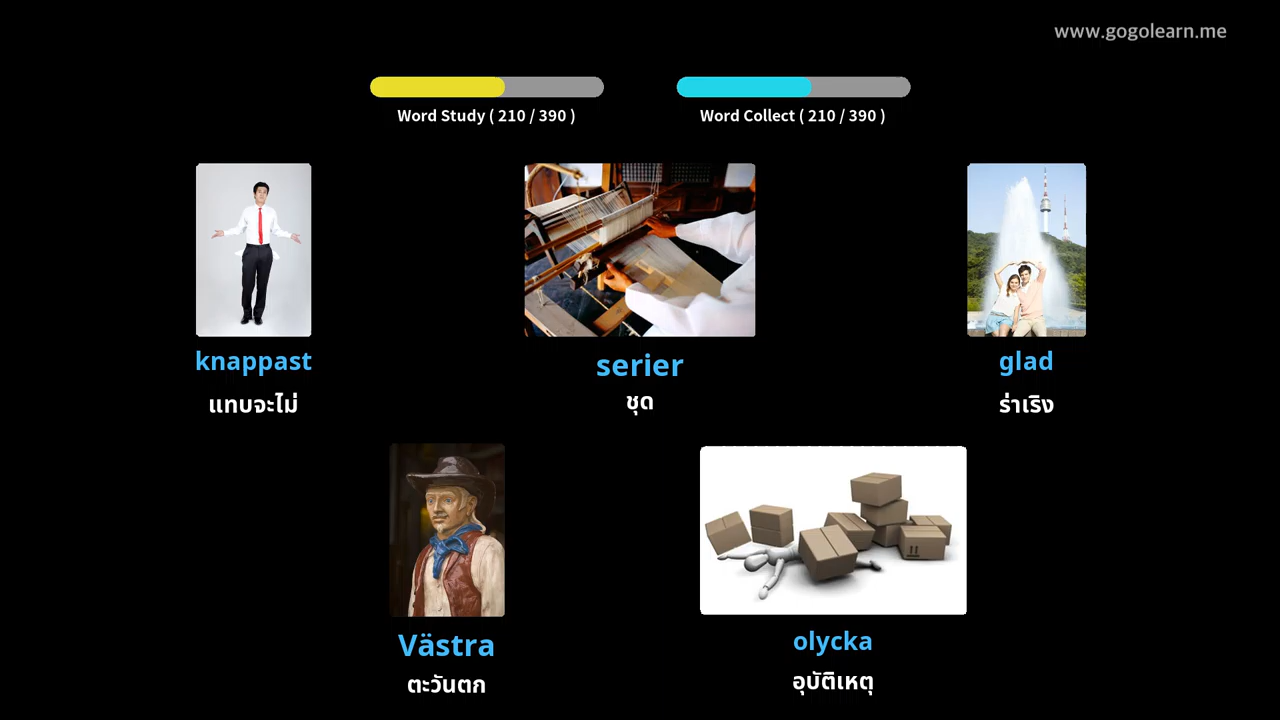 www.gogolearn.me
Word Study ( 210 / 390 )
Word Collect ( 210 / 390 )
knappast
แทบจะไม่
serier
ชุด
glad
ร่าเริง
Västra
ตะวันตก
olycka
อุบัติเหตุ